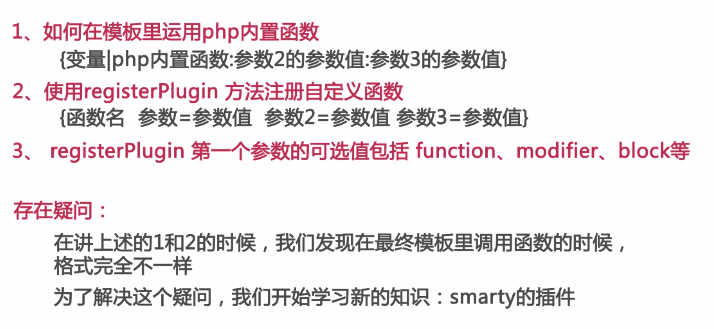 1、如何在模板里运用php内置函数
{变量|php内置函数:参数2的参数值:参数3的参数值}
2、使用registerPlugin 方法注册自定义函数
{函数名 参数=参数值 参数2=参数值 参数3=参数值}
3、 registerPlugin 第一个参数的可选值包括 function、modifier、block等
存在疑问：
在讲上述的1和2的时候，我们发现在最终模板里调用函数的时候，
格式完全不一样
为了解决这个疑问，我们开始学习新的知识：smarty的插件